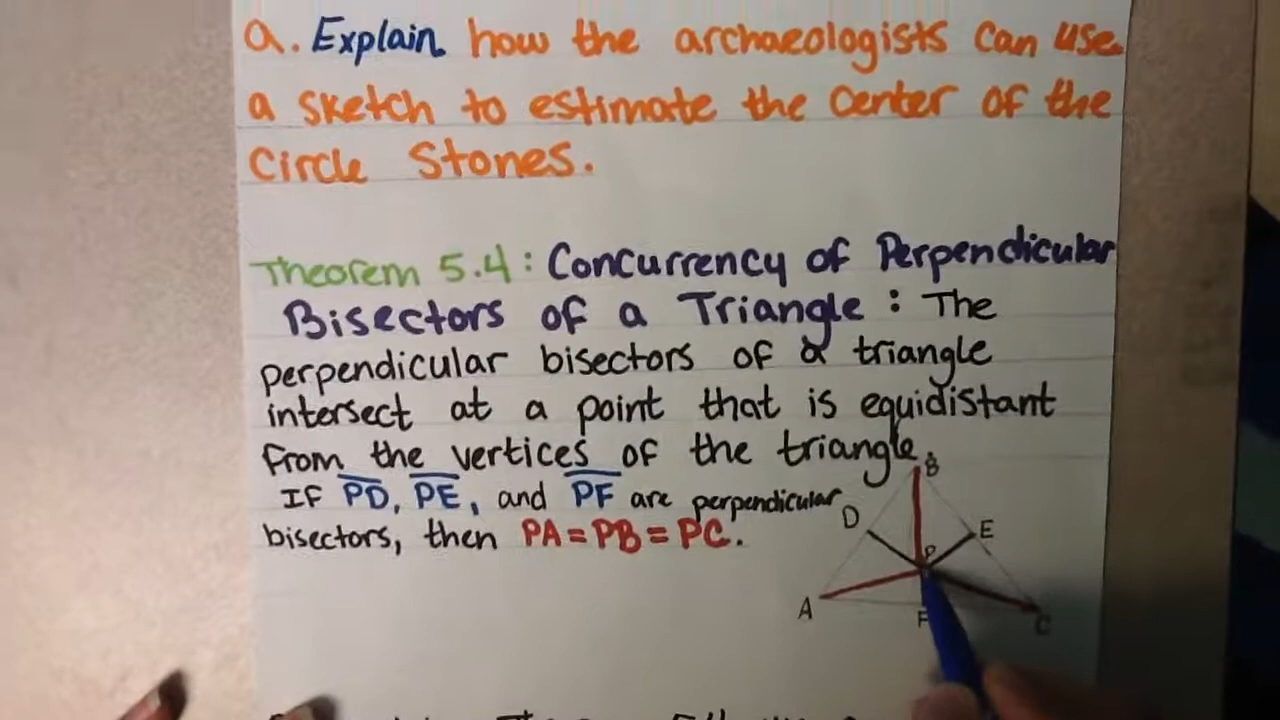 a. Explain how the archaeologists can use
a sketch to estimate the center of the
Circle Stones.
Theorem 5.4: Concurrency of Perpendicular
Bisectors of a Triangle: The
perpendicular bisectors of a triangle
intersect at a point that is equidistant
from the vertices of the triangle.
If PD, PE, and PF are perpendicular
bisectors, then PA = PB = PC.
B
D
E
P
A
F
C